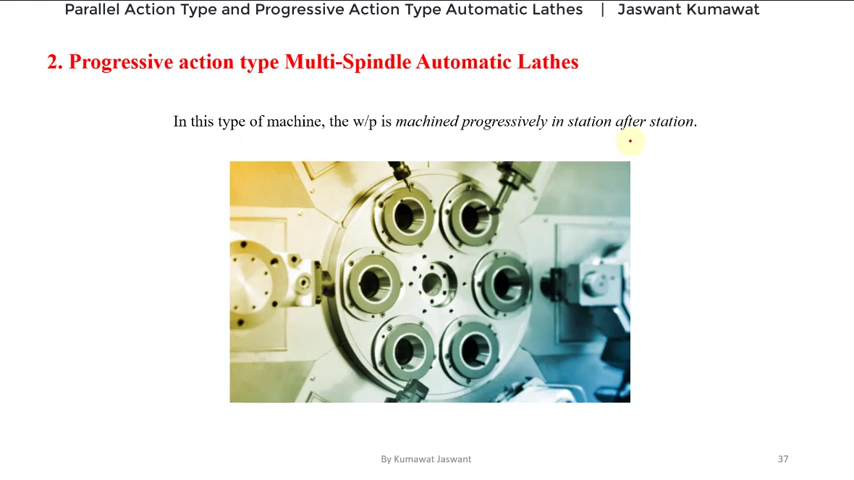 Parallel Action Type and Progressive Action Type Automatic Lathes | Jaswant Kumawat
2. Progressive action type Multi-Spindle Automatic Lathes
In this type of machine, the w/p is machined progressively in station after station.
By Kumawat Jaswant
37